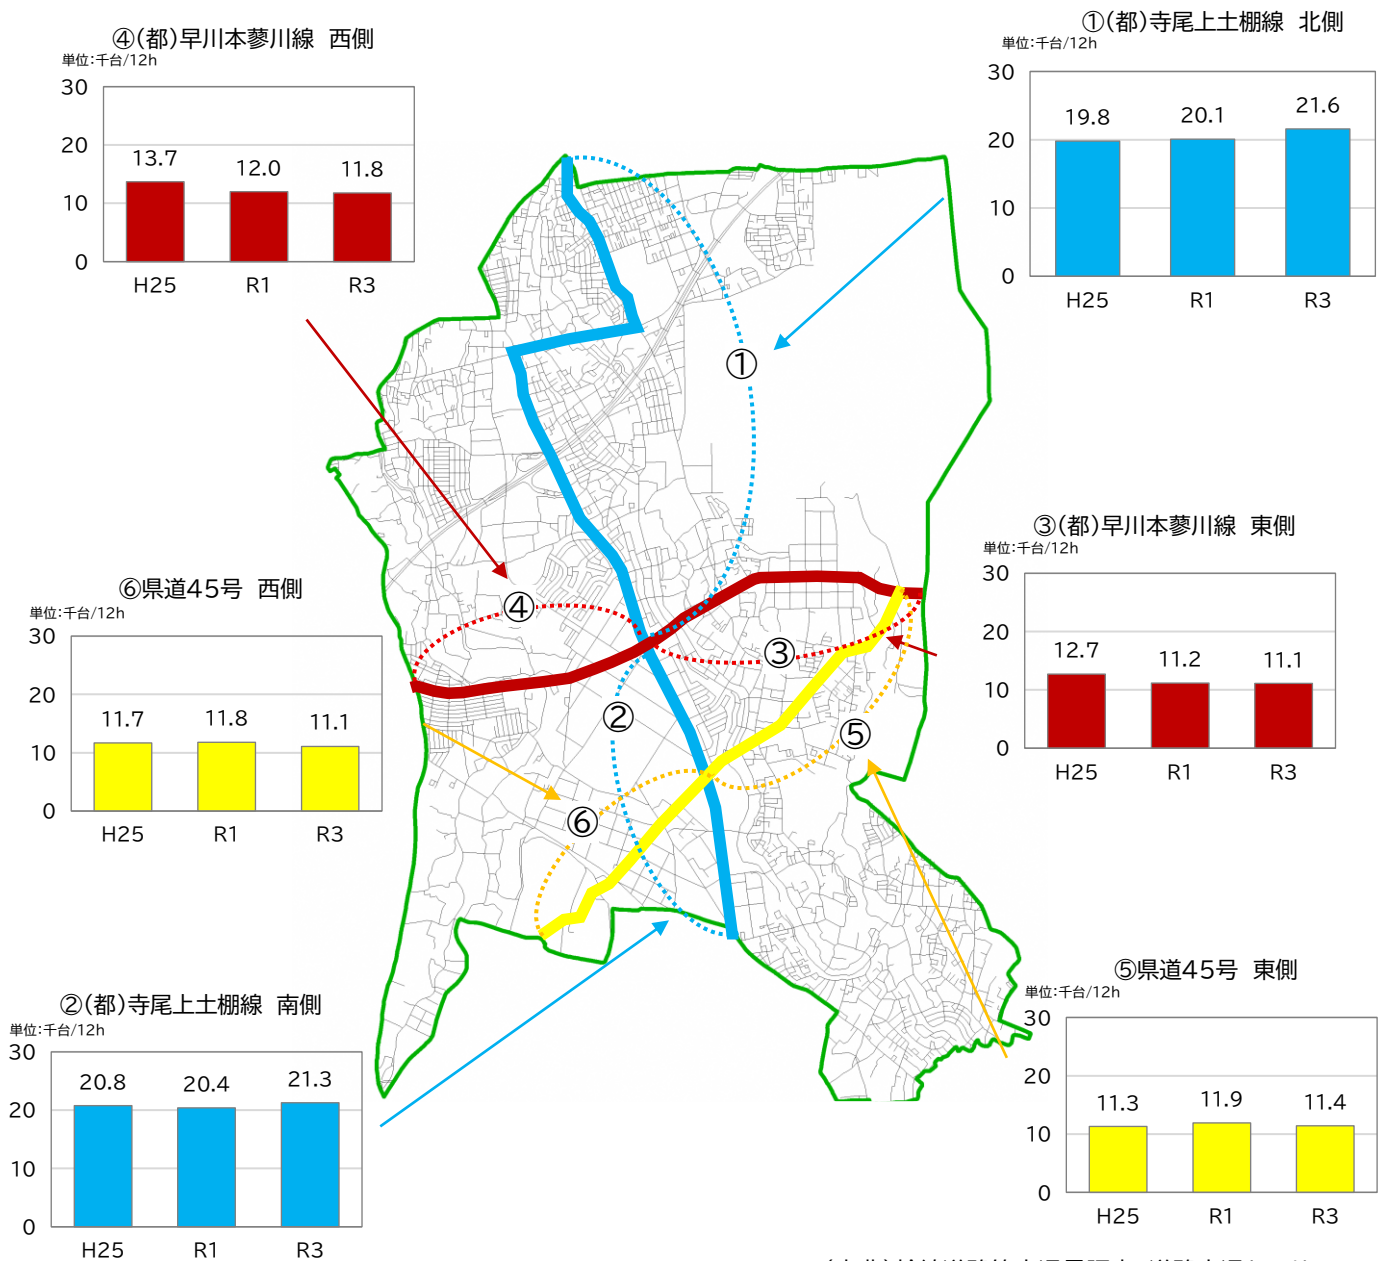 ④(都)早川本蓼川線 西側
単位:千台/12h
30
20
10
0
13.7
12.0
11.8
H25
R1
R3
①(都)寺尾上土棚線 北側
単位:千台/12h
30
20
10
0
19.8
20.1
21.6
H25
R1
R3
⑥県道45号 西側
単位:千台/12h
30
20
10
0
11.7
11.8
11.1
H25
R1
R3
③(都)早川本蓼川線 東側
単位:千台/12h
30
20
10
0
12.7
11.2
11.1
H25
R1
R3
①
④
③
②
⑤
⑥
②(都)寺尾上土棚線 南側
単位:千台/12h
30
20
10
0
20.8
20.4
21.3
H25
R1
R3
⑤県道45号 東側
単位:千台/12h
30
20
10
0
11.3
11.9
11.4
H25
R1
R3